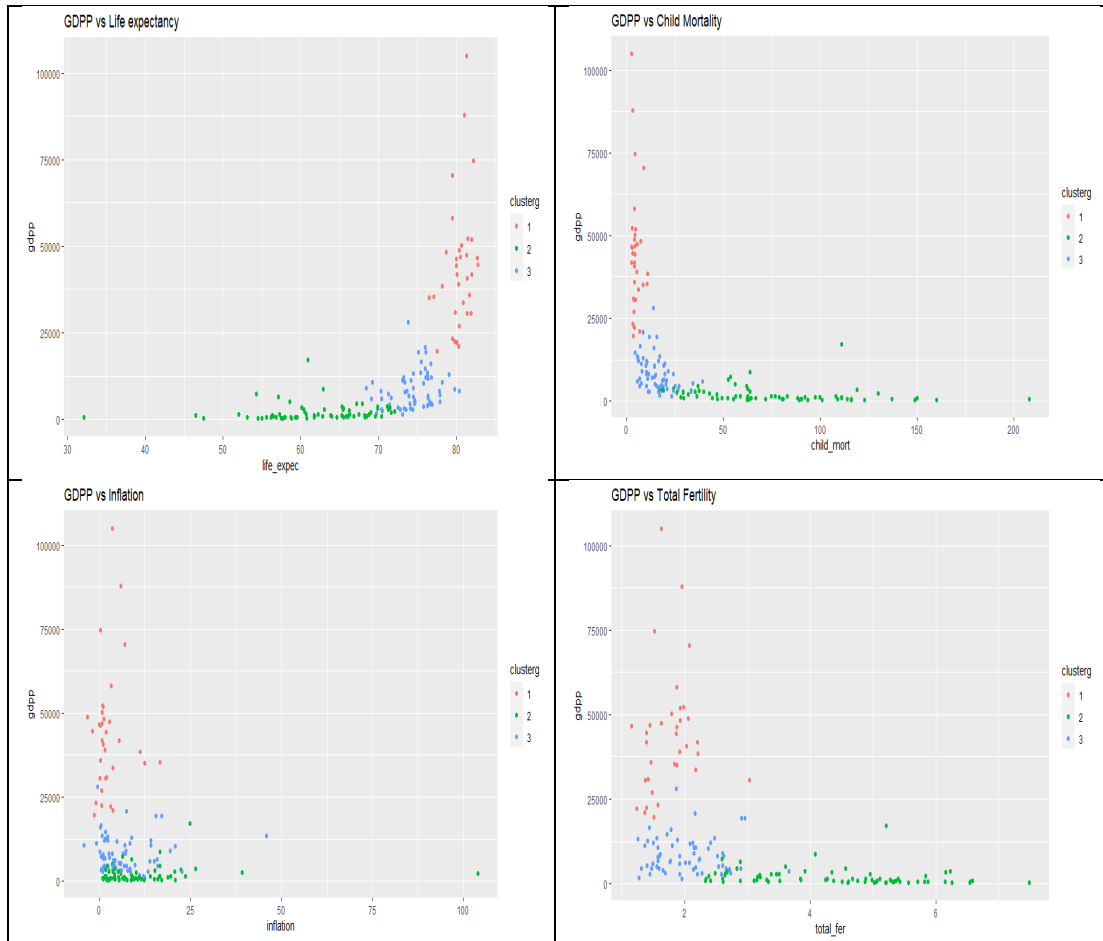 GDPP vs Life expectancy
100000
75000
50000
25000
0
gdpp
30 40 50 60 70 80
life_expec
clusterg
1
2
3
GDPP vs Child Mortality
100000
75000
50000
25000
0
gdpp
0 50 100 150 200
child_mort
clusterg
1
2
3
GDPP vs Inflation
100000
75000
50000
25000
0
gdpp
0 25 50 75 100
inflation
clusterg
1
2
3
GDPP vs Total Fertility
100000
75000
50000
25000
0
gdpp
2 4 6
total_fer
clusterg
1
2
3